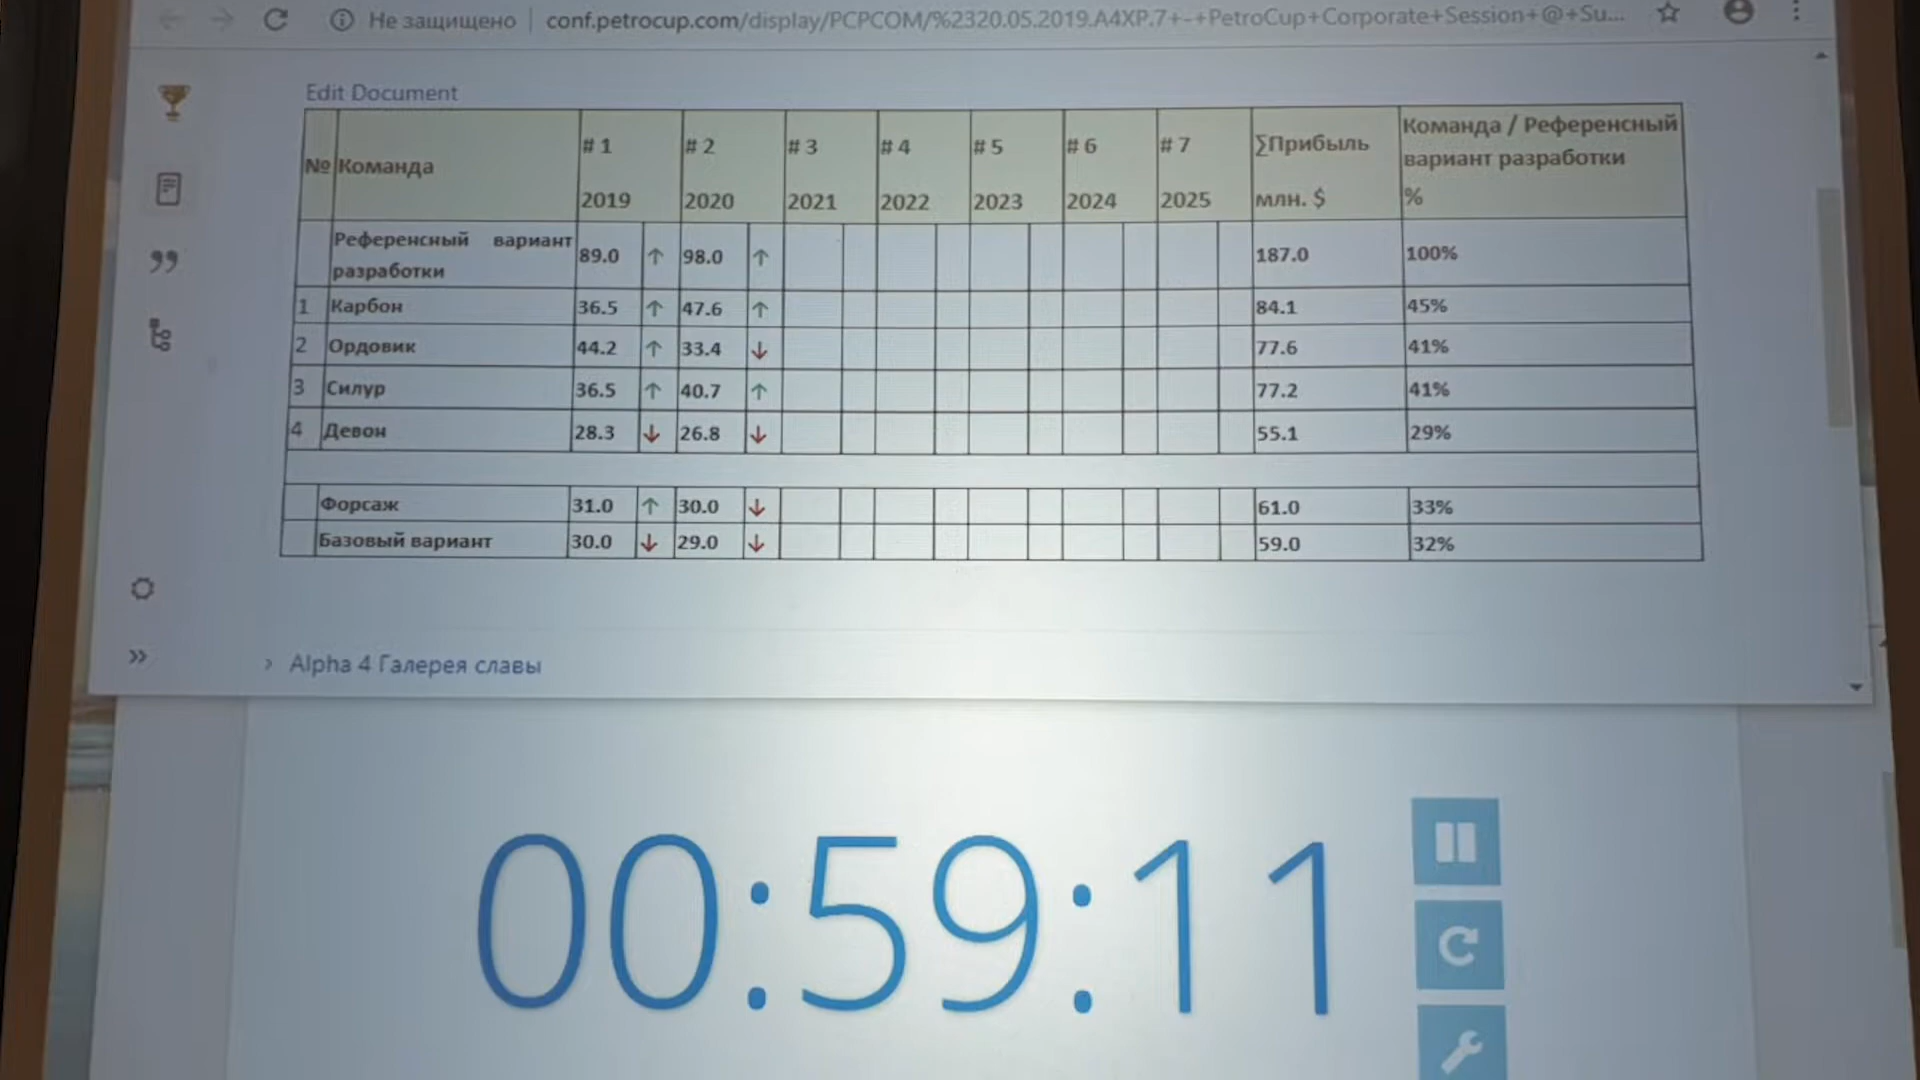 Не защищено conf.petrocup.com/display/PCPCOM/%2320.05.2019.A4XP.7+-+PetroCup+Corporate+Session+@+Su...
Edit Document
№ Команда # 1 2019 # 2 2020 # 3 2021 # 4 2022 # 5 2023 # 6 2024 # 7 2025 ∑Прибыль млн. $ Команда / Референсный вариант разработки %
Референсный вариант разработки 89.0 ↑ 98.0 ↑ 187.0 100%
1 Карбон 36.5 ↑ 47.6 ↑ 84.1 45%
2 Ордовик 44.2 ↑ 33.4 ↓ 77.6 41%
3 Силур 36.5 ↑ 40.7 ↑ 77.2 41%
4 Девон 28.3 ↓ 26.8 ↓ 55.1 29%
Форсаж 31.0 ↑ 30.0 ↓ 61.0 33%
Базовый вариант 30.0 ↓ 29.0 ↓ 59.0 32%
Alpha 4 Галерея славы
00:59:11